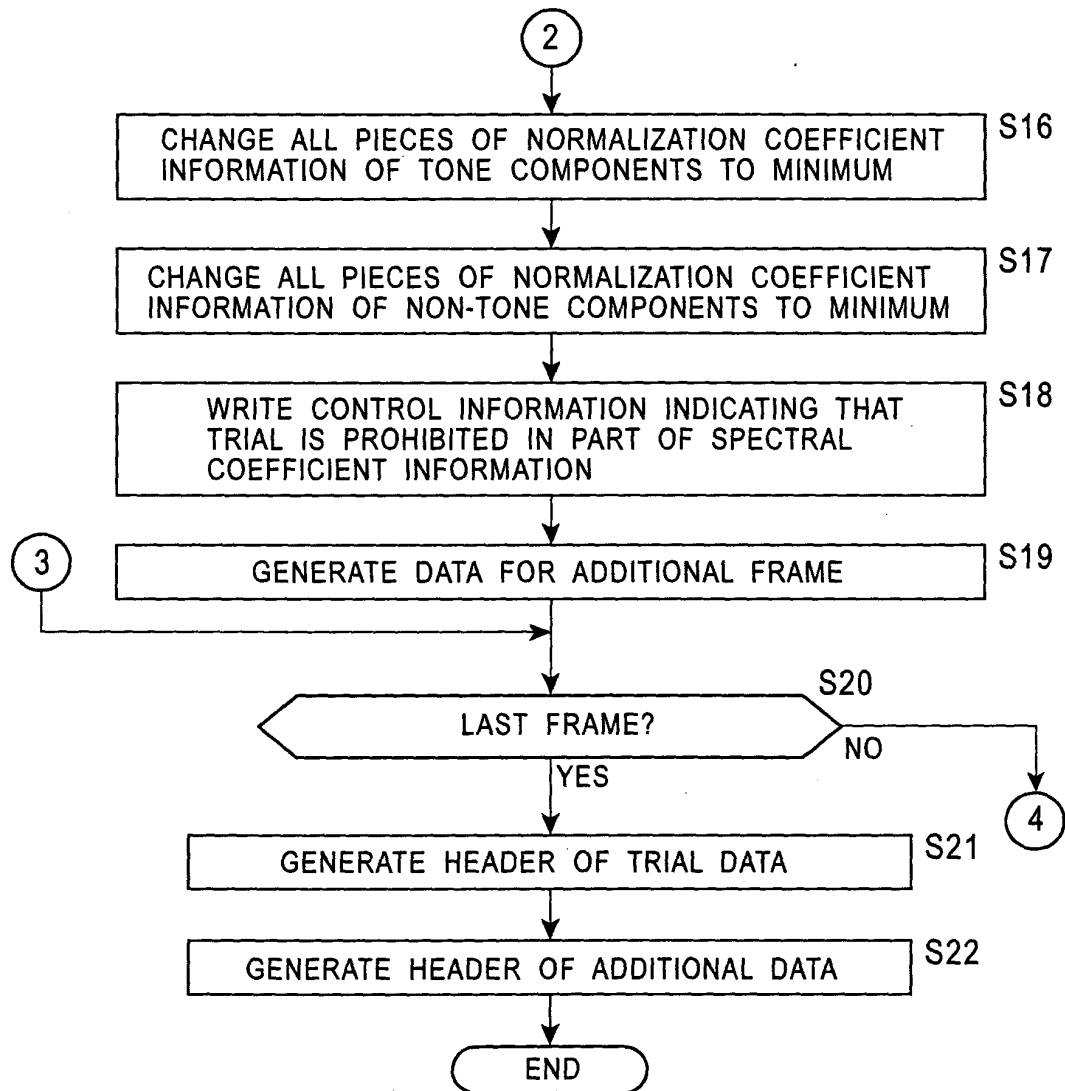 2
S16
CHANGE ALL PIECES OF NORMALIZATION COEFFICIENT
INFORMATION OF TONE COMPONENTS TO MINIMUM
S17
CHANGE ALL PIECES OF NORMALIZATION COEFFICIENT
INFORMATION OF NON-TONE COMPONENTS TO MINIMUM
S18
WRITE CONTROL INFORMATION INDICATING THAT
TRIAL IS PROHIBITED IN PART OF SPECTRAL
COEFFICIENT INFORMATION
3
S19
GENERATE DATA FOR ADDITIONAL FRAME
S20
LAST FRAME?
NO
YES
4
S21
GENERATE HEADER OF TRIAL DATA
S22
GENERATE HEADER OF ADDITIONAL DATA
END